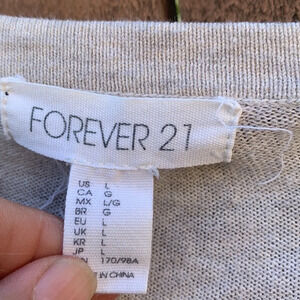 FOREVER 21
US L
CA G
MX L/G
BR G
EU L
UK L
KR L
JP L
170/98A
IN CHINA